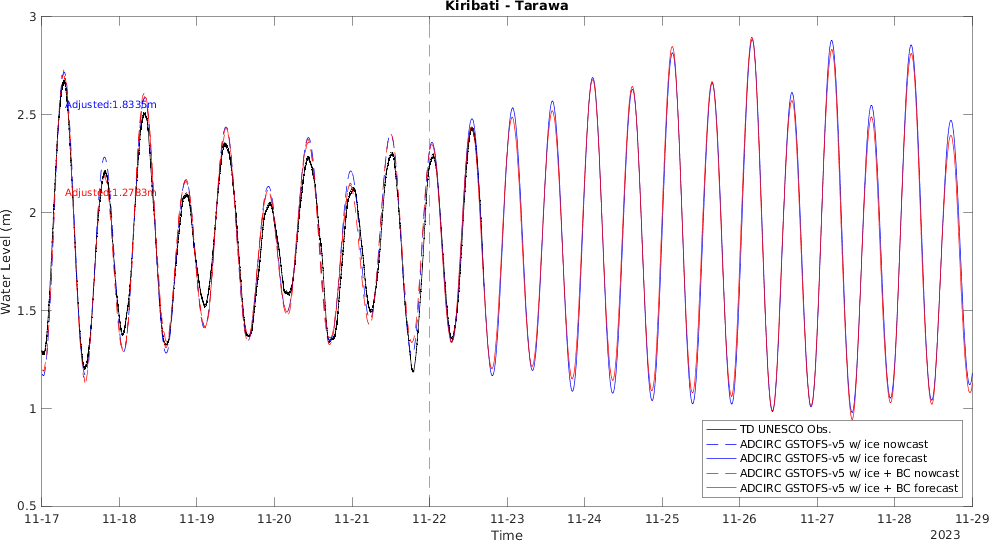 Kiribati - Tarawa
3
2.5
2
1.5
1
0.5
Water Level (m)
Adjusted:1.8335m
Adjusted:1.2783m
TD UNESCO Obs.
ADCIRC GSTOFS-v5 w/ ice nowcast
ADCIRC GSTOFS-v5 w/ ice forecast
ADCIRC GSTOFS-v5 w/ ice + BC nowcast
ADCIRC GSTOFS-v5 w/ ice + BC forecast
11-17 11-18 11-19 11-20 11-21 11-22 11-23 11-24 11-25 11-26 11-27 11-28 11-29
Time
2023